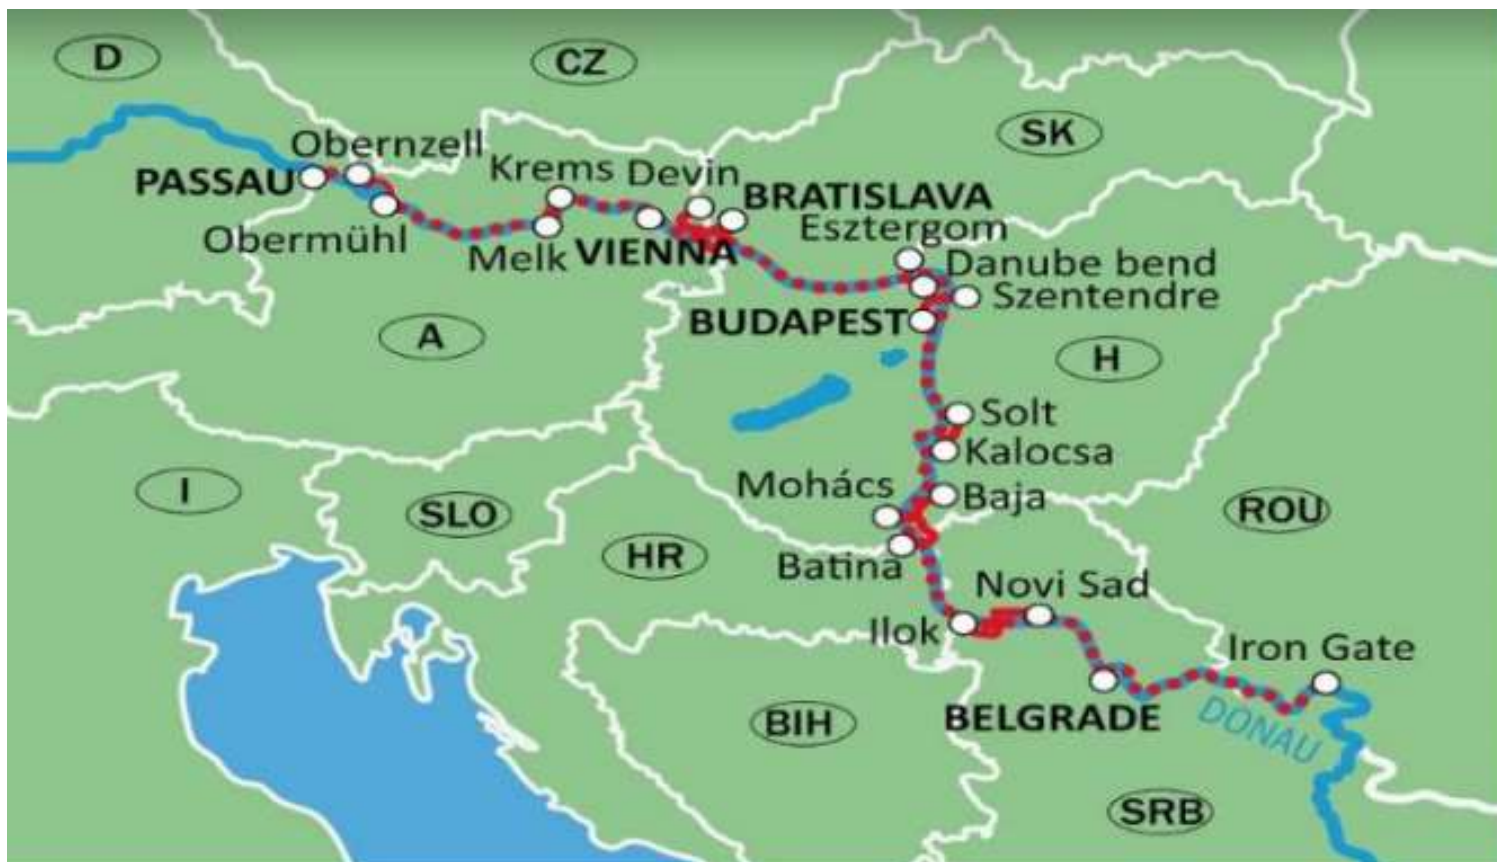 D
CZ
SK
Obernzell
Krems
Devin
PASSAU
BRATISLAVA
Esztergom
Obermühl
Melk
VIENNA
Danube bend
Szentendre
BUDAPEST
A
H
Solt
Kalocsa
Mohács
Baja
I
SLO
ROU
HR
Batina
Novi Sad
Ilok
Iron Gate
BIH
BELGRADE
DONAU
SRB